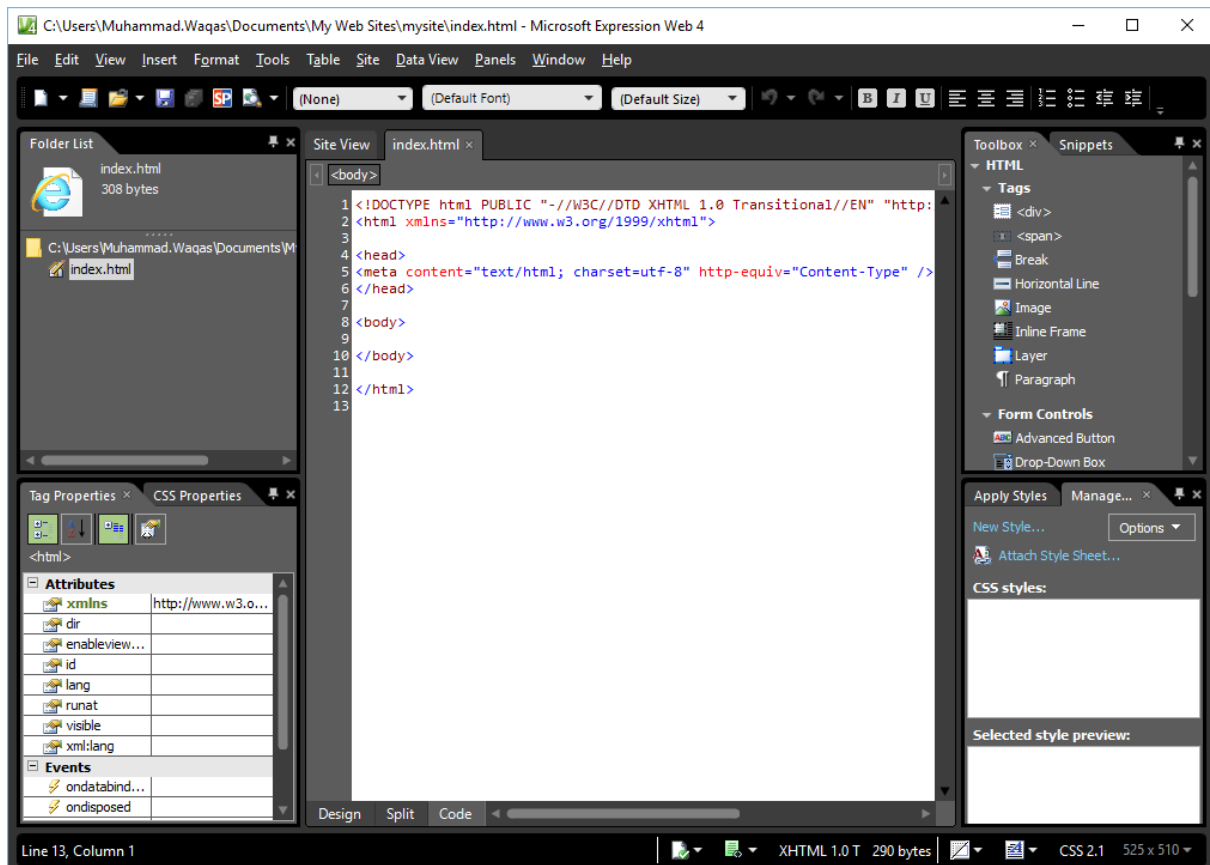 C:\Users\Muhammad.Waqas\Documents\My Web Sites\mysite\index.html - Microsoft Expression Web 4
File Edit View Insert Format Tools Table Site Data View Panels Window Help
(None) (Default Font) (Default Size) B I U
Folder List
index.html
308 bytes
C:\Users\Muhammad.Waqas\Documents\M
index.html
Tag Properties CSS Properties
<html>
Attributes
xmlns http://www.w3.o...
dir
enableview...
id
lang
runat
visible
xml:lang
Events
ondatabind...
ondisposed
Site View index.html
<body>
1 <!DOCTYPE html PUBLIC "-//W3C//DTD XHTML 1.0 Transitional//EN" "http:
2 <html xmlns="http://www.w3.org/1999/xhtml">
3
4 <head>
5 <meta content="text/html; charset=utf-8" http-equiv="Content-Type" />
6 </head>
7
8 <body>
9
10 </body>
11
12 </html>
13
Design Split Code
Toolbox Snippets
HTML
Tags
<div>
<span>
Break
Horizontal Line
Image
Inline Frame
Layer
Paragraph
Form Controls
Advanced Button
Drop-Down Box
Apply Styles Manage...
New Style... Options
Attach Style Sheet...
CSS styles:
Selected style preview:
Line 13, Column 1 XHTML 1.0 T 290 bytes CSS 2.1 525 x 510